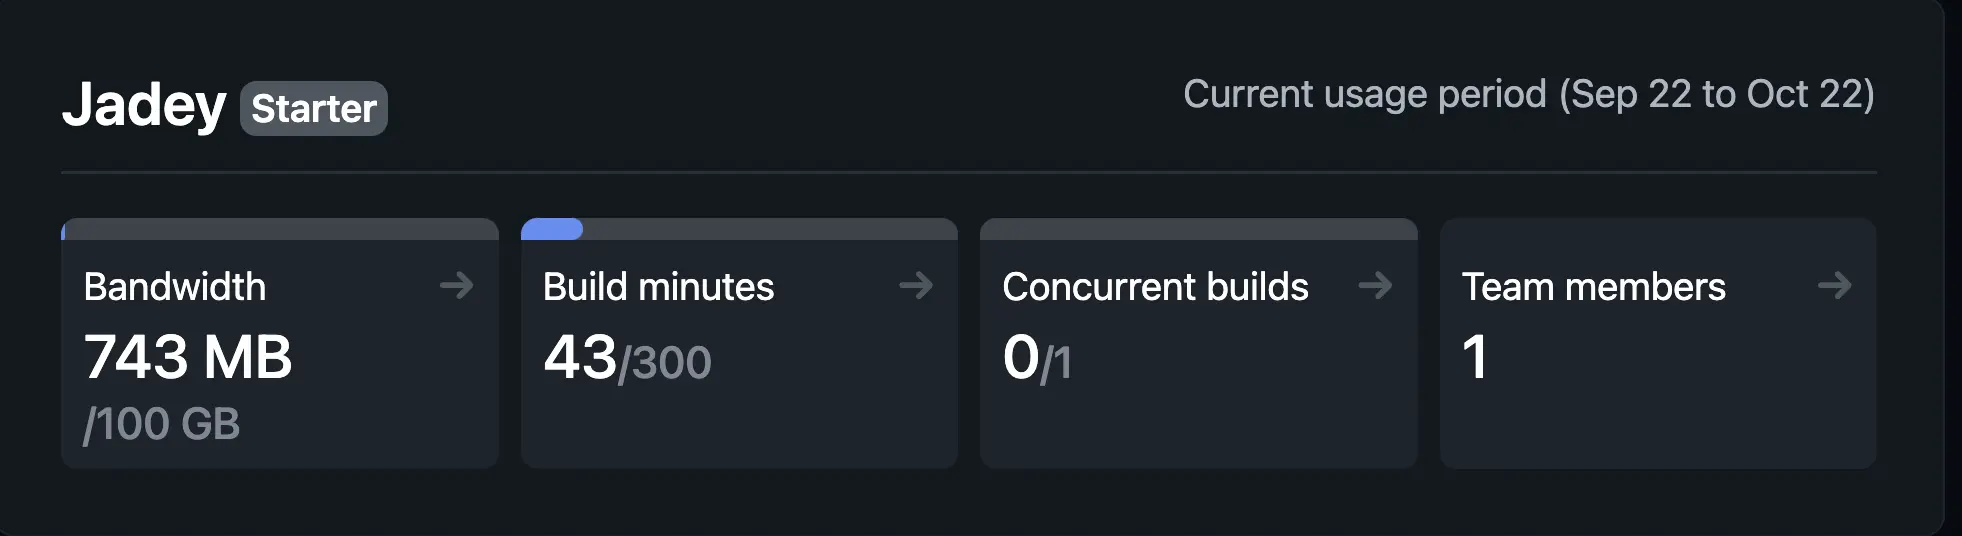 Jadey Starter
Current usage period (Sep 22 to Oct 22)
Bandwidth
743 MB
/100 GB
Build minutes
43/300
Concurrent builds
0/1
Team members
1